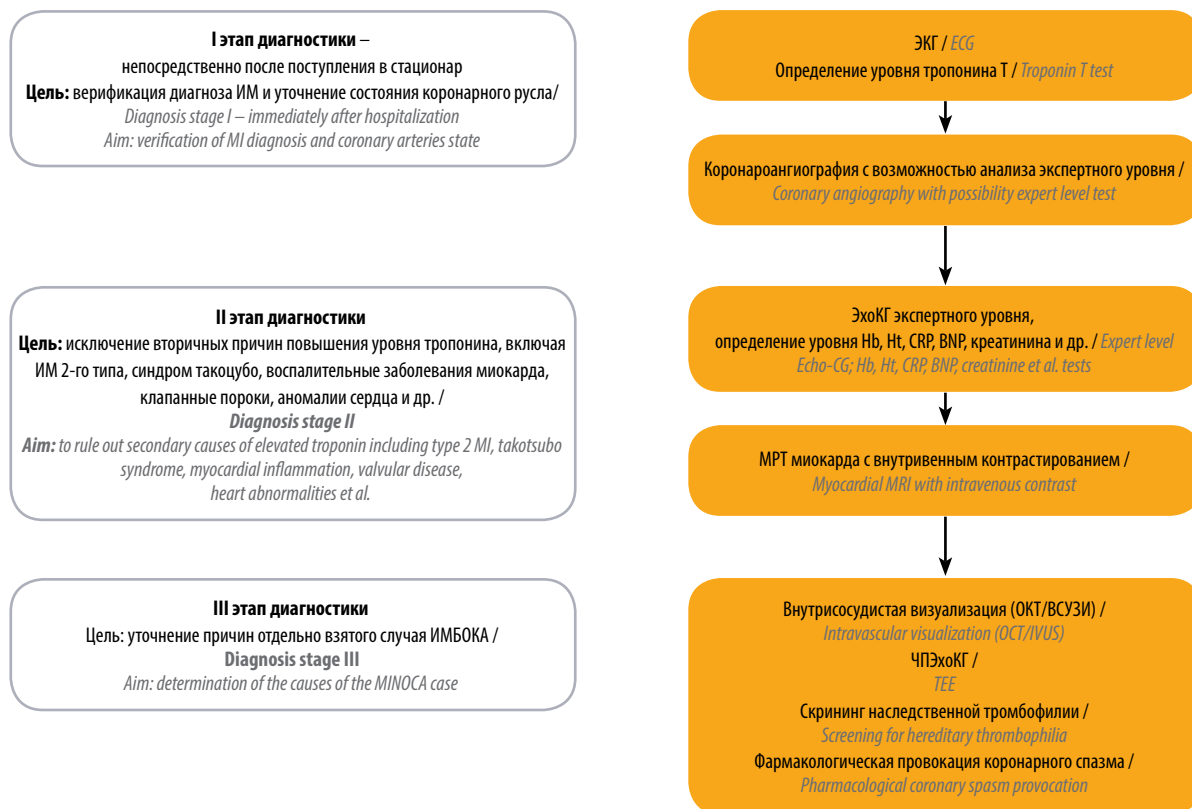 I этап диагностики –
непосредственно после поступления в стационар
Цель: верификация диагноза ИМ и уточнение состояния коронарного русла/
Diagnosis stage I – immediately after hospitalization
Aim: verification of MI diagnosis and coronary arteries state
ЭКГ / ECG
Определение уровня тропонина Т / Troponin T test
Коронароангиография с возможностью анализа экспертного уровня /
Coronary angiography with possibility expert level test
II этап диагностики
Цель: исключение вторичных причин повышения уровня тропонина, включая
ИМ 2-го типа, синдром такоцубо, воспалительные заболевания миокарда,
клапанные пороки, аномалии сердца и др. /
Diagnosis stage II
Aim: to rule out secondary causes of elevated troponin including type 2 MI, takotsubo
syndrome, myocardial inflammation, valvular disease,
heart abnormalities et al.
ЭхоКГ экспертного уровня,
определение уровня Hb, Ht, CRP, BNP, креатинина и др. / Expert level
Echo-CG; Hb, Ht, CRP, BNP, creatinine et al. tests
МРТ миокарда с внутривенным контрастированием /
Myocardial MRI with intravenous contrast
III этап диагностики
Цель: уточнение причин отдельно взятого случая ИМБОКА /
Diagnosis stage III
Aim: determination of the causes of the MINOCA case
Внутрисосудистая визуализация (ОКТ/ВСУЗИ) /
Intravascular visualization (OCT/IVUS)
ЧПЭхоКГ /
TEE
Скрининг наследственной тромбофилии /
Screening for hereditary thrombophilia
Фармакологическая провокация коронарного спазма /
Pharmacological coronary spasm provocation